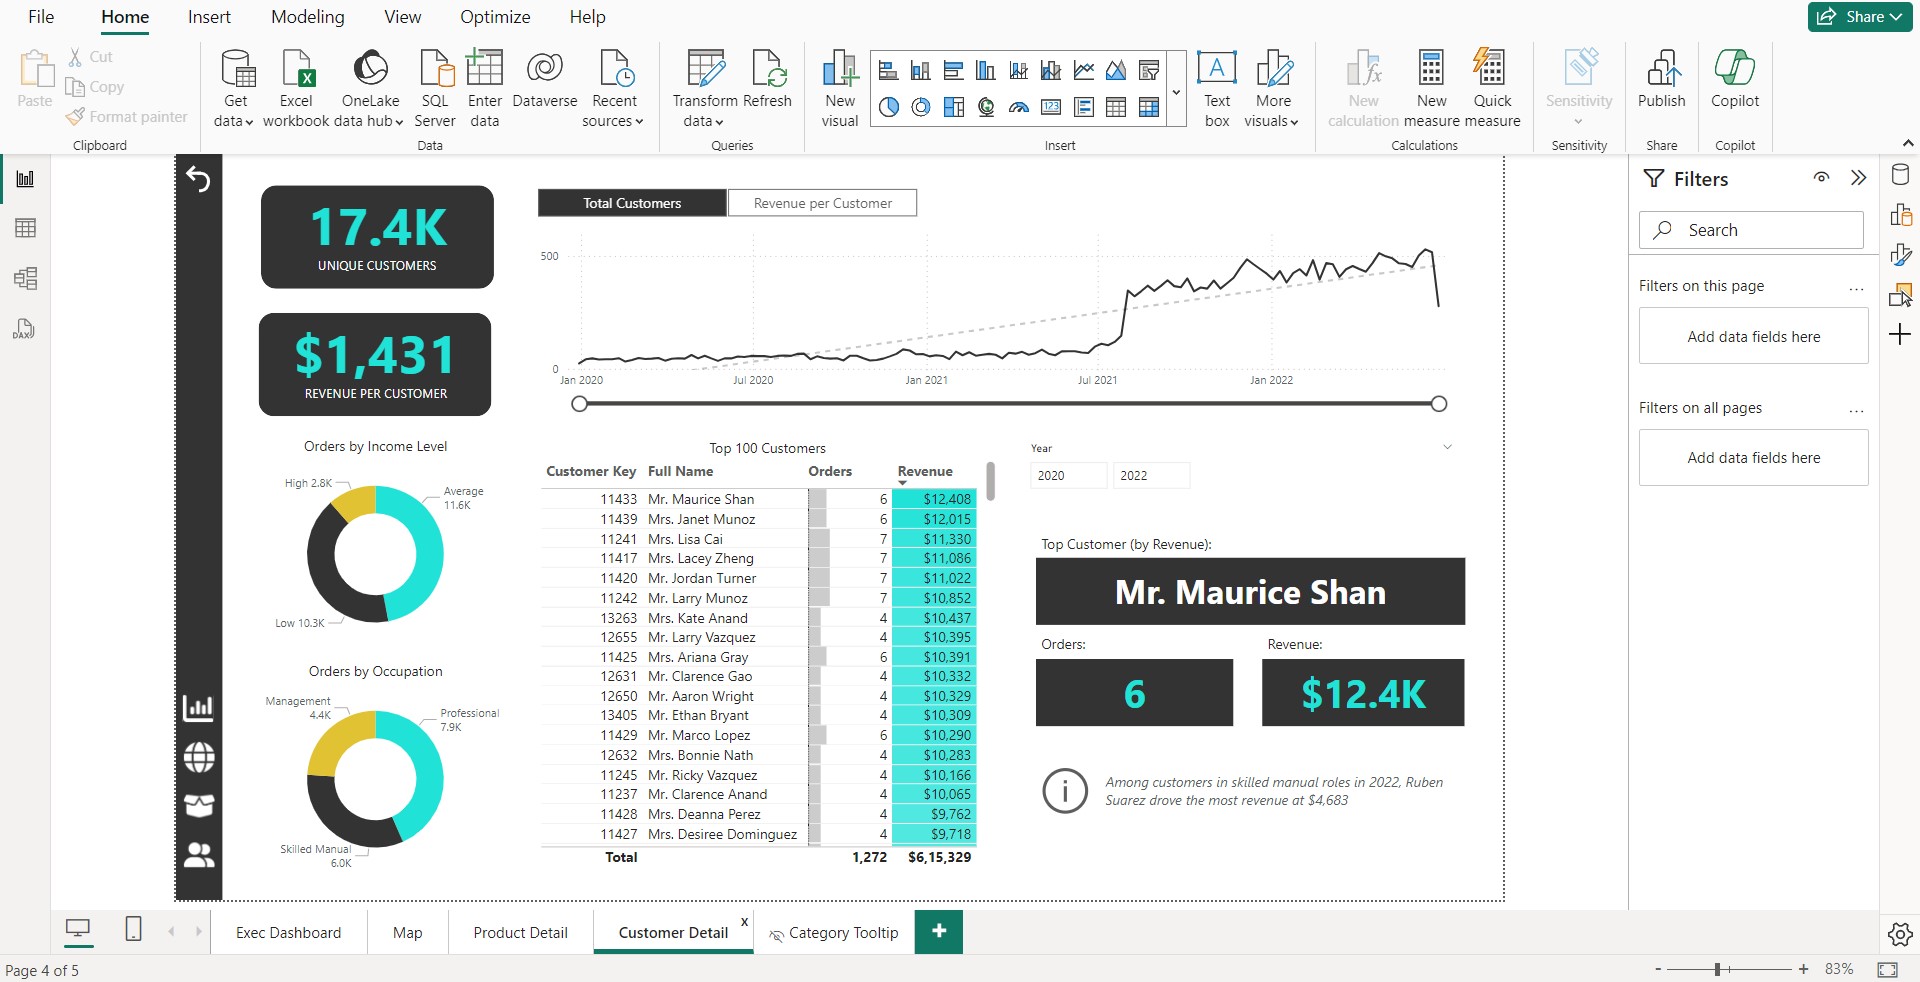 File Home Insert Modeling View Optimize Help Share
Paste
Cut
Copy
Format painter
Clipboard
Get data
Excel workbook
OneLake data hub
SQL Server
Enter data
Dataverse
Recent sources
Data
Transform data
Refresh
Queries
New visual
123
Insert
A
Text box
More visuals
New calculation
fx
New measure
Quick measure
Calculations
Sensitivity
Sensitivity
Publish
Share
Copilot
Copilot
DAX
17.4K
UNIQUE CUSTOMERS
$1,431
REVENUE PER CUSTOMER
Total Customers Revenue per Customer
500
0
Jan 2020 Jul 2020 Jan 2021 Jul 2021 Jan 2022
Orders by Income Level
High 2.8K
Average
11.6K
Low 10.3K
Orders by Occupation
Management
4.4K
Professional
7.9K
Skilled Manual
6.0K
Top 100 Customers
Customer Key Full Name Orders Revenue
11433 Mr. Maurice Shan 6 $12,408
11439 Mrs. Janet Munoz 6 $12,015
11241 Mrs. Lisa Cai 7 $11,330
11417 Mrs. Lacey Zheng 7 $11,086
11420 Mr. Jordan Turner 7 $11,022
11242 Mr. Larry Munoz 7 $10,852
13263 Mrs. Kate Anand 4 $10,437
12655 Mr. Larry Vazquez 4 $10,395
11425 Mrs. Ariana Gray 6 $10,391
12631 Mr. Clarence Gao 4 $10,332
12650 Mr. Aaron Wright 4 $10,329
13405 Mr. Ethan Bryant 4 $10,309
11429 Mr. Marco Lopez 6 $10,290
12632 Mrs. Bonnie Nath 4 $10,283
11245 Mr. Ricky Vazquez 4 $10,166
11237 Mr. Clarence Anand 4 $10,065
11428 Mrs. Deanna Perez 4 $9,762
11427 Mrs. Desiree Dominguez 4 $9,718
Total 1,272 $6,15,329
Year
2020 2022
Top Customer (by Revenue):
Mr. Maurice Shan
Orders: Revenue:
6 $12.4K
Among customers in skilled manual roles in 2022, Ruben
Suarez drove the most revenue at $4,683
Filters
Search
Filters on this page ...
Add data fields here
Filters on all pages ...
Add data fields here
Exec Dashboard Map Product Detail Customer Detail x Category Tooltip +
Page 4 of 5
- + 83%